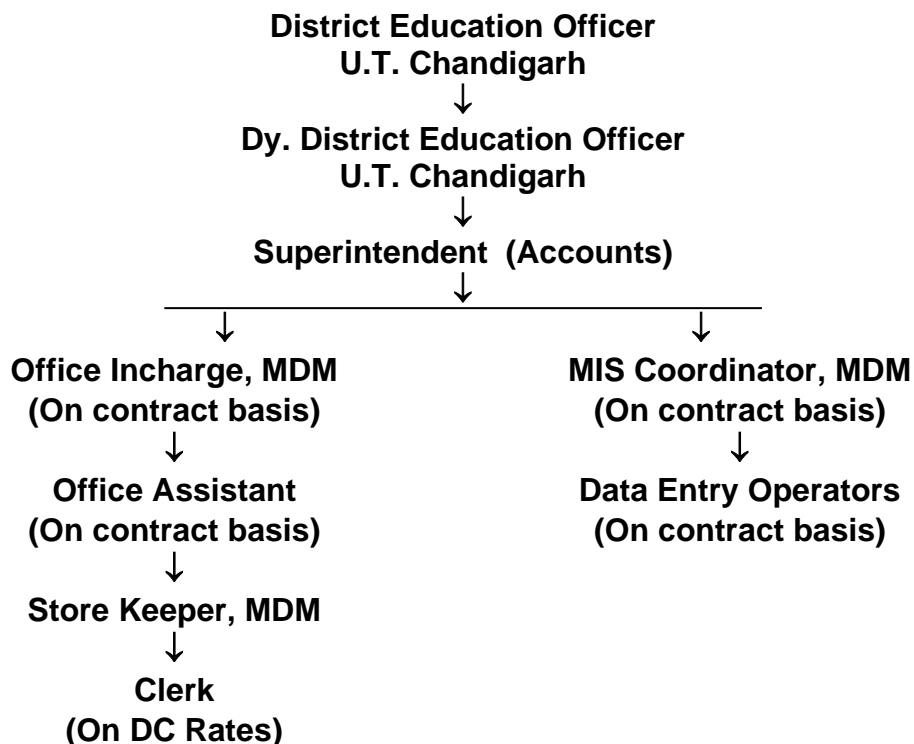 District Education Officer
U.T. Chandigarh
↓
Dy. District Education Officer
U.T. Chandigarh
↓
Superintendent (Accounts)
↓
↓ ↓
Office Incharge, MDM
(On contract basis)
↓
Office Assistant
(On contract basis)
↓
Store Keeper, MDM
↓
Clerk
(On DC Rates)
MIS Coordinator, MDM
(On contract basis)
↓
Data Entry Operators
(On contract basis)